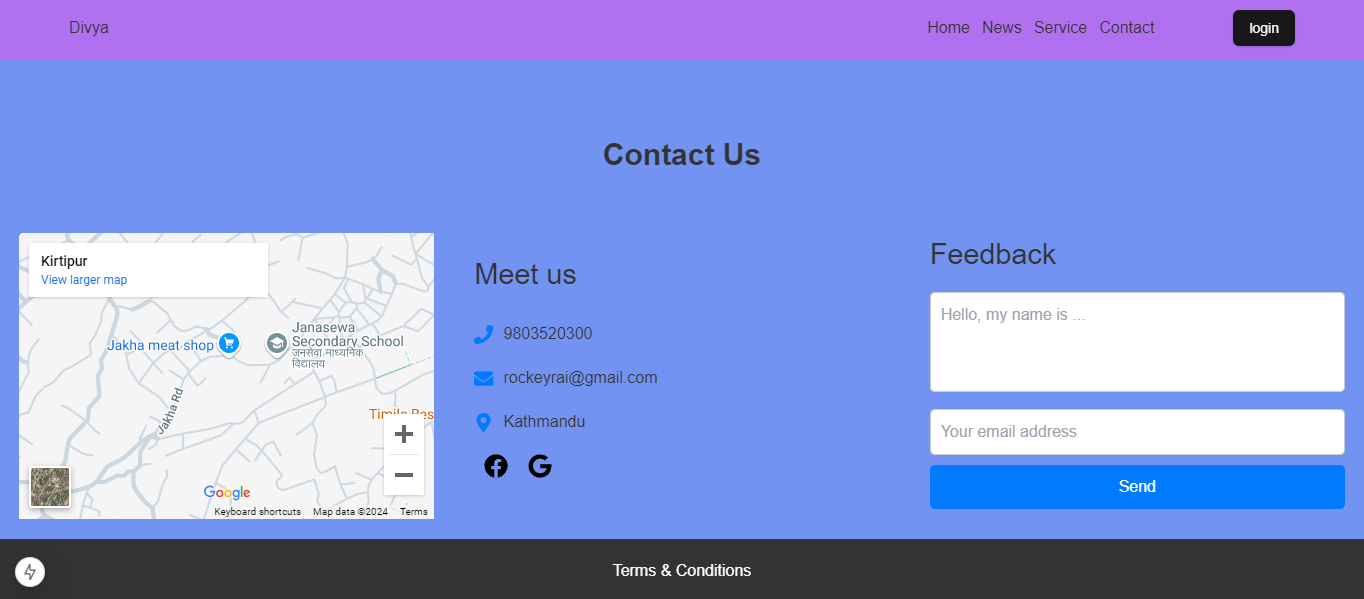 Divya
Home News Service Contact
login
Contact Us
Kirtipur
View larger map
Jakha meat shop
Janasewa
Secondary School
जनसेवा माध्यमिक
विद्यालय
Jakha Rd
Timila Res
Google
Keyboard shortcuts Map data ©2024 Terms
Meet us
9803520300
rockeyrai@gmail.com
Kathmandu
Feedback
Hello, my name is ...
Your email address
Send
Terms & Conditions